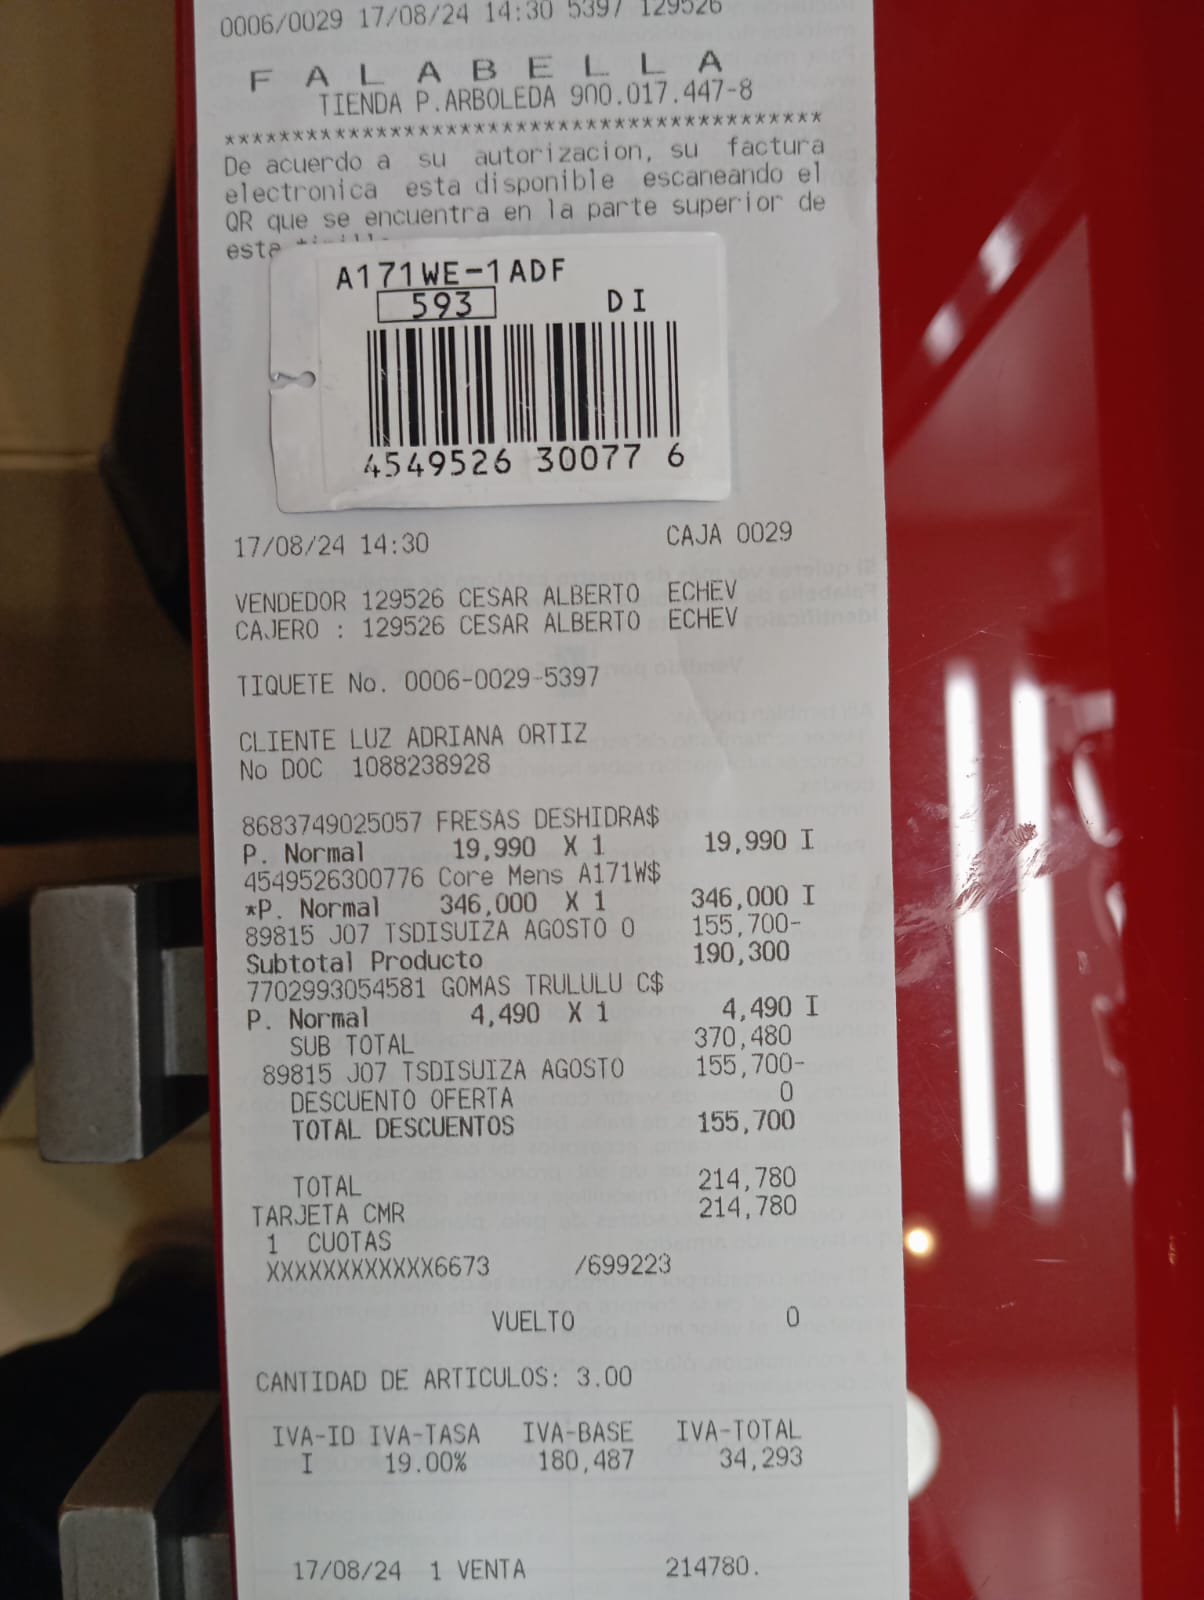 0006/0029 17/08/24 14:30 5397 129526
F A L A B E L L A
TIENDA P.ARBOLEDA 900.017.447-8
*******************************************
De acuerdo a su autorizacion, su factura
electronica esta disponible escaneando el
QR que se encuentra en la parte superior de
esta
A171WE-1ADF
593
DI
4549526 30077 6
17/08/24 14:30 CAJA 0029
VENDEDOR 129526 CESAR ALBERTO ECHEV
CAJERO : 129526 CESAR ALBERTO ECHEV
TIQUETE No. 0006-0029-5397
CLIENTE LUZ ADRIANA ORTIZ
No DOC 1088238928
8683749025057 FRESAS DESHIDRA$
P. Normal 19,990 X 1 19,990 I
4549526300776 Core Mens A171W$
*P. Normal 346,000 X 1 346,000 I
89815 J07 TSDISUIZA AGOSTO 0 155,700-
Subtotal Producto 190,300
7702993054581 GOMAS TRULULU C$
P. Normal 4,490 X 1 4,490 I
SUB TOTAL 370,480
89815 J07 TSDISUIZA AGOSTO 155,700-
DESCUENTO OFERTA 0
TOTAL DESCUENTOS 155,700
TOTAL 214,780
TARJETA CMR 214,780
1 CUOTAS
XXXXXXXXXXXX6673 /699223
VUELTO 0
CANTIDAD DE ARTICULOS: 3.00
IVA-ID IVA-TASA IVA-BASE IVA-TOTAL
I 19.00% 180,487 34,293
17/08/24 1 VENTA 214780.